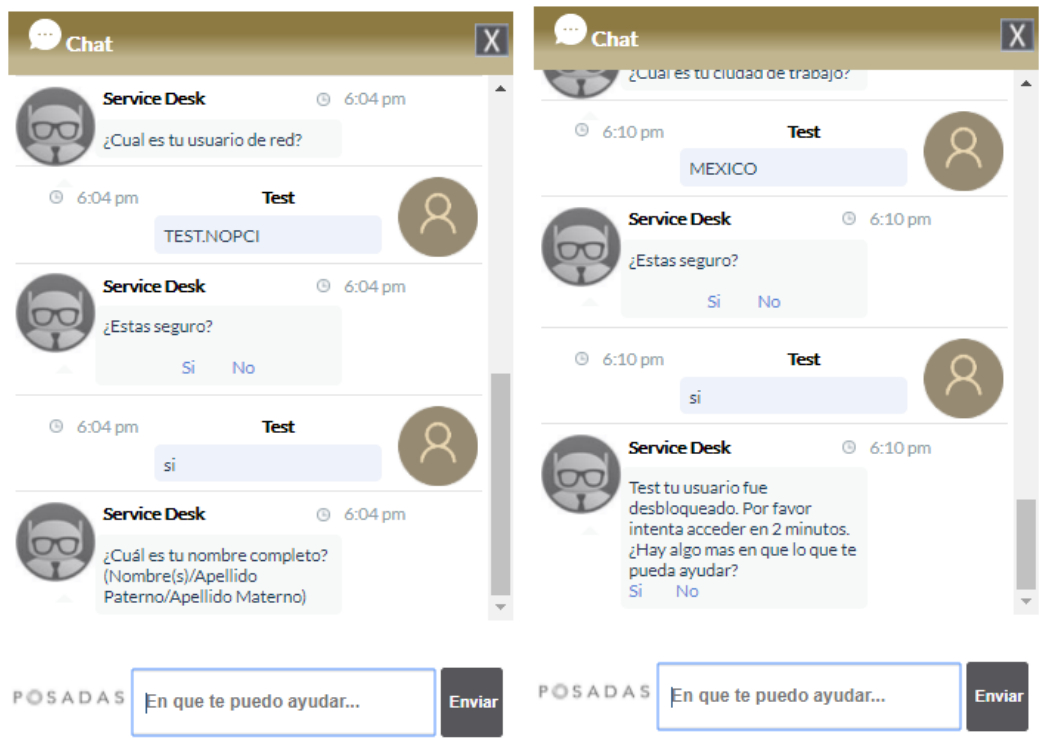 Chat
X
Service Desk 6:04 pm
¿Cual es tu usuario de red?
6:04 pm Test
TEST.NOPCI
Service Desk 6:04 pm
¿Estas seguro?
Si No
6:04 pm Test
si
Service Desk 6:04 pm
¿Cuál es tu nombre completo?
(Nombre(s)/Apellido
Paterno/Apellido Materno)
POSADAS
En que te puedo ayudar...
Enviar
Chat
X
¿Cual es tu ciudad de trabajo?
6:10 pm Test
MEXICO
Service Desk 6:10 pm
¿Estas seguro?
Si No
6:10 pm Test
si
Service Desk 6:10 pm
Test tu usuario fue
desbloqueado. Por favor
intenta acceder en 2 minutos.
¿Hay algo mas en que lo que te
pueda ayudar?
Si No
POSADAS
En que te puedo ayudar...
Enviar